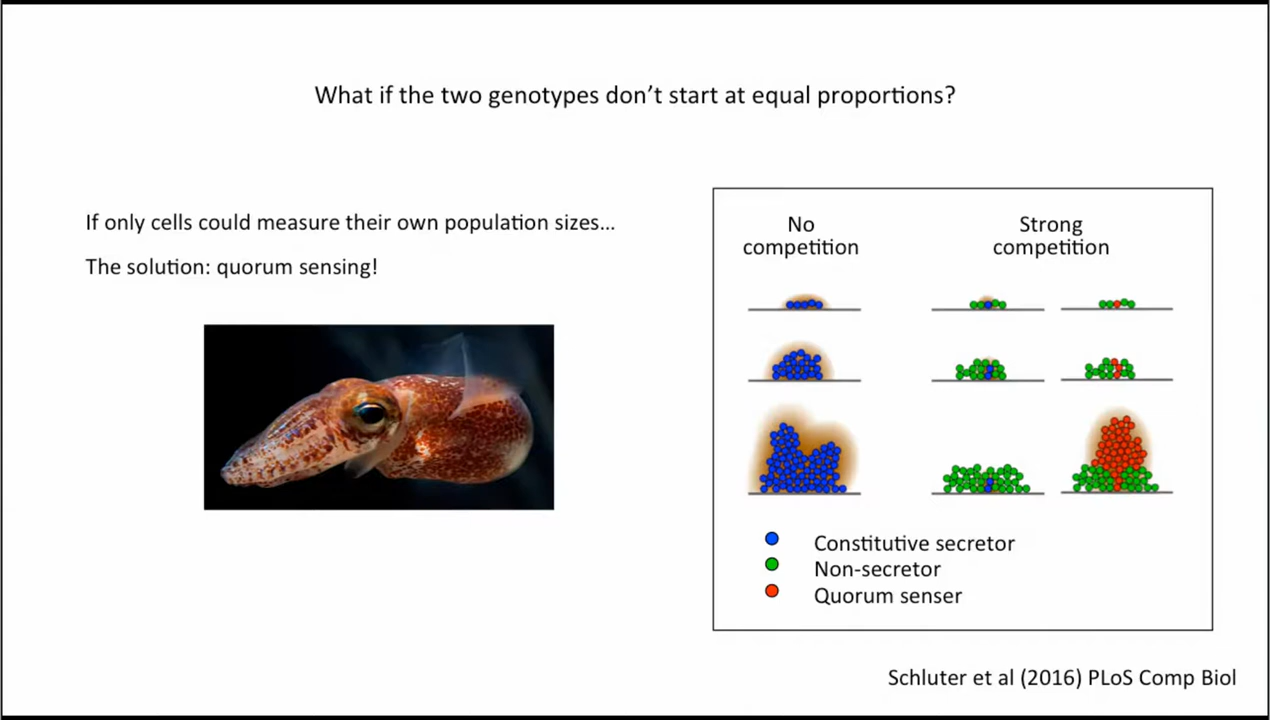 What if the two genotypes don’t start at equal proportions?
If only cells could measure their own population sizes...
The solution: quorum sensing!
No
competition
Strong
competition
Constitutive secretor
Non-secretor
Quorum senser
Schluter et al (2016) PLoS Comp Biol